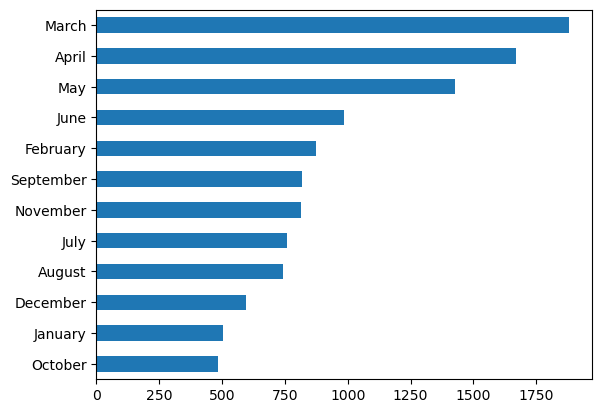 March
April
May
June
February
September
November
July
August
December
January
October
0 250 500 750 1000 1250 1500 1750